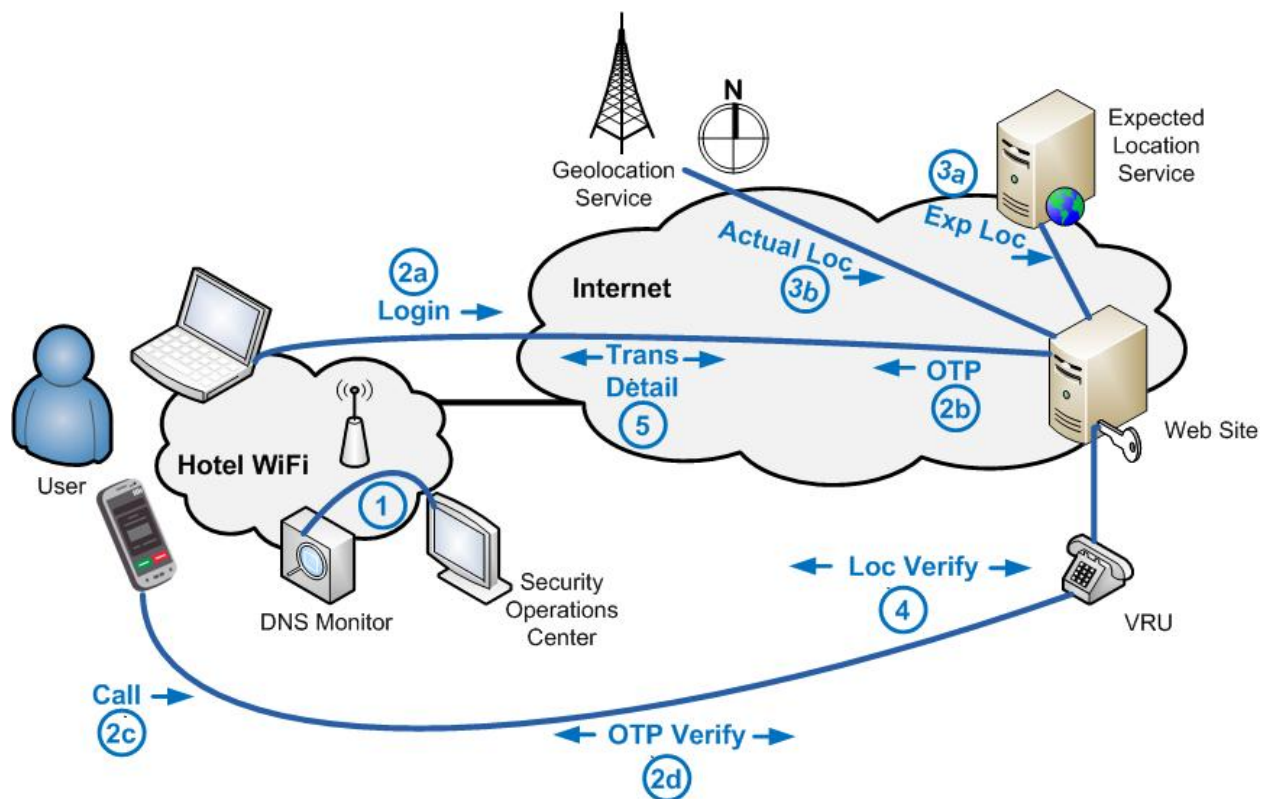 N
Geolocation
Service
Expected
Location
Service
3a
Exp Loc
Actual Loc
3b
2a
Login
Internet
Trans
Detail
5
OTP
2b
Web Site
User
Hotel WiFi
1
DNS Monitor
Security
Operations
Center
Loc Verify
4
VRU
Call
2c
OTP Verify
2d